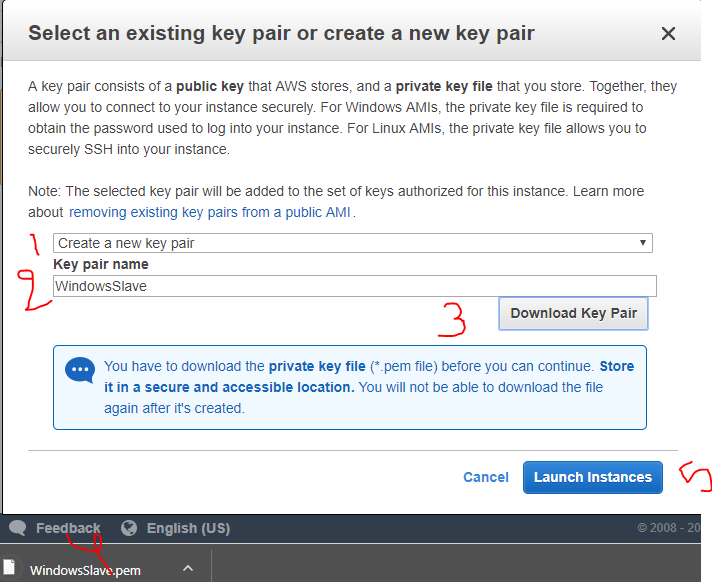 Select an existing key pair or create a new key pair
A key pair consists of a public key that AWS stores, and a private key file that you store. Together, they
allow you to connect to your instance securely. For Windows AMIs, the private key file is required to
obtain the password used to log into your instance. For Linux AMIs, the private key file allows you to
securely SSH into your instance.
Note: The selected key pair will be added to the set of keys authorized for this instance. Learn more
about removing existing key pairs from a public AMI.
1 Create a new key pair
Key pair name
2 WindowsSlave
3 Download Key Pair
You have to download the private key file (*.pem file) before you can continue. Store
it in a secure and accessible location. You will not be able to download the file
again after it's created.
Cancel Launch Instances 5
Feedback English (US) © 2008 - 20
4
WindowsSlave.pem